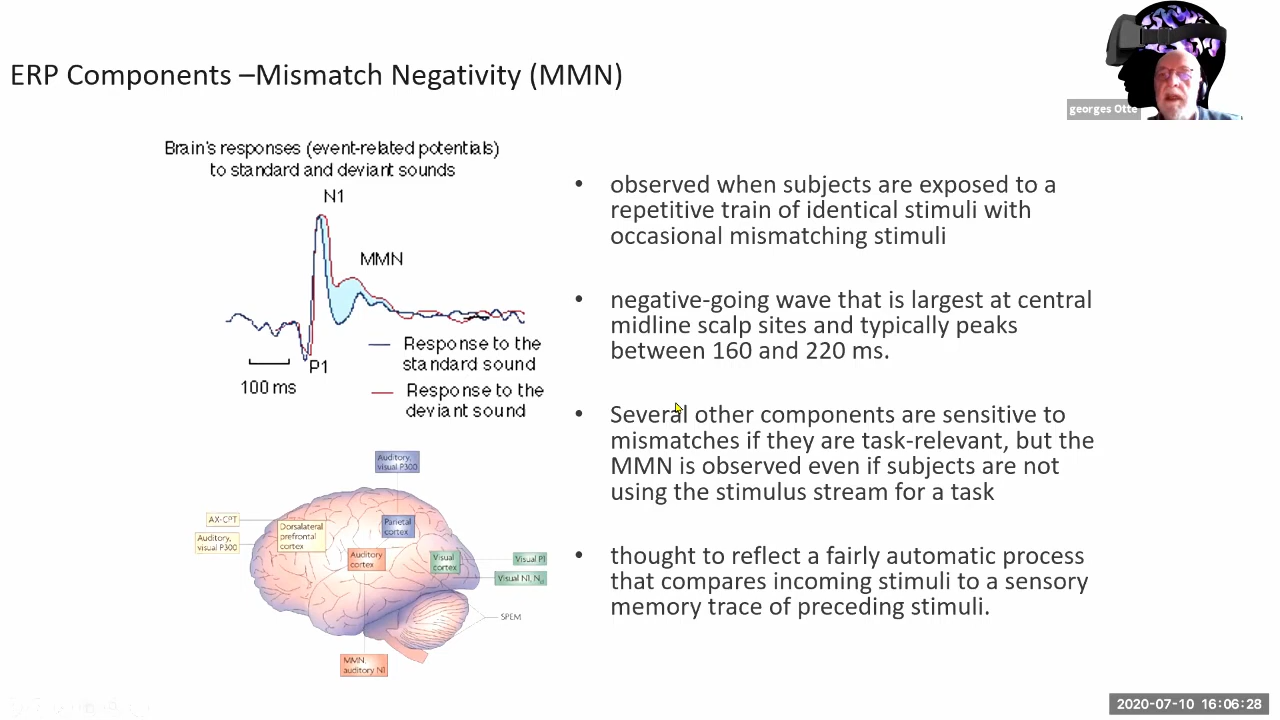 ERP Components –Mismatch Negativity (MMN)
georges Otte
Brain's responses (event-related potentials)
to standard and deviant sounds
N1
MMN
P1
100 ms
Response to the
standard sound
Response to the
deviant sound
• observed when subjects are exposed to a
repetitive train of identical stimuli with
occasional mismatching stimuli
• negative-going wave that is largest at central
midline scalp sites and typically peaks
between 160 and 220 ms.
• Several other components are sensitive to
mismatches if they are task-relevant, but the
MMN is observed even if subjects are not
using the stimulus stream for a task
• thought to reflect a fairly automatic process
that compares incoming stimuli to a sensory
memory trace of preceding stimuli.
Auditory,
visual P300
AX-CPT
Auditory,
visual P300
Dorsalateral
prefrontal
cortex
Parietal
cortex
Auditory
cortex
Visual
cortex
Visual P1
Visual N1,
SPEM
MMN,
auditory N1
2020-07-10 16:06:28